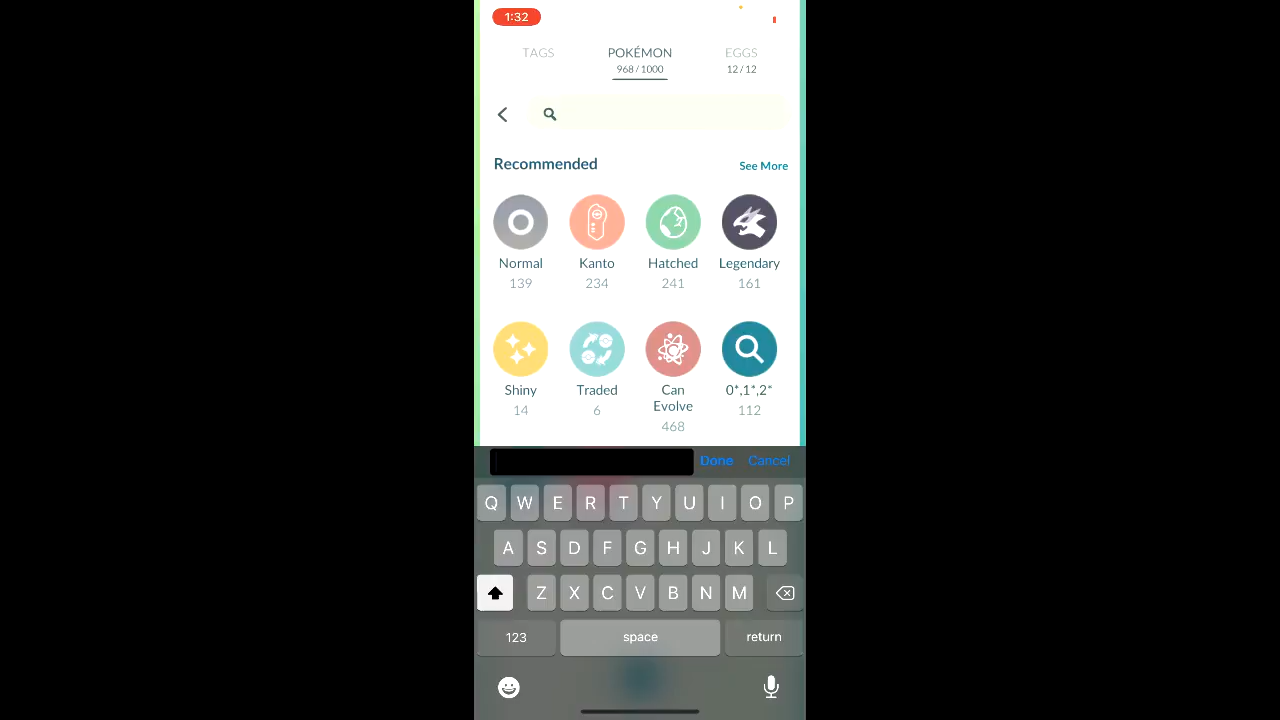 1:32
TAGS POKÉMON EGGS
968 / 1000 12 / 12
Recommended See More
Normal Kanto Hatched Legendary
139 234 241 161
Shiny Traded Can Evolve 0*,1*,2*
14 6 468 112
Done Cancel
Q W E R T Y U I O P
A S D F G H J K L
Z X C V B N M
123 space return